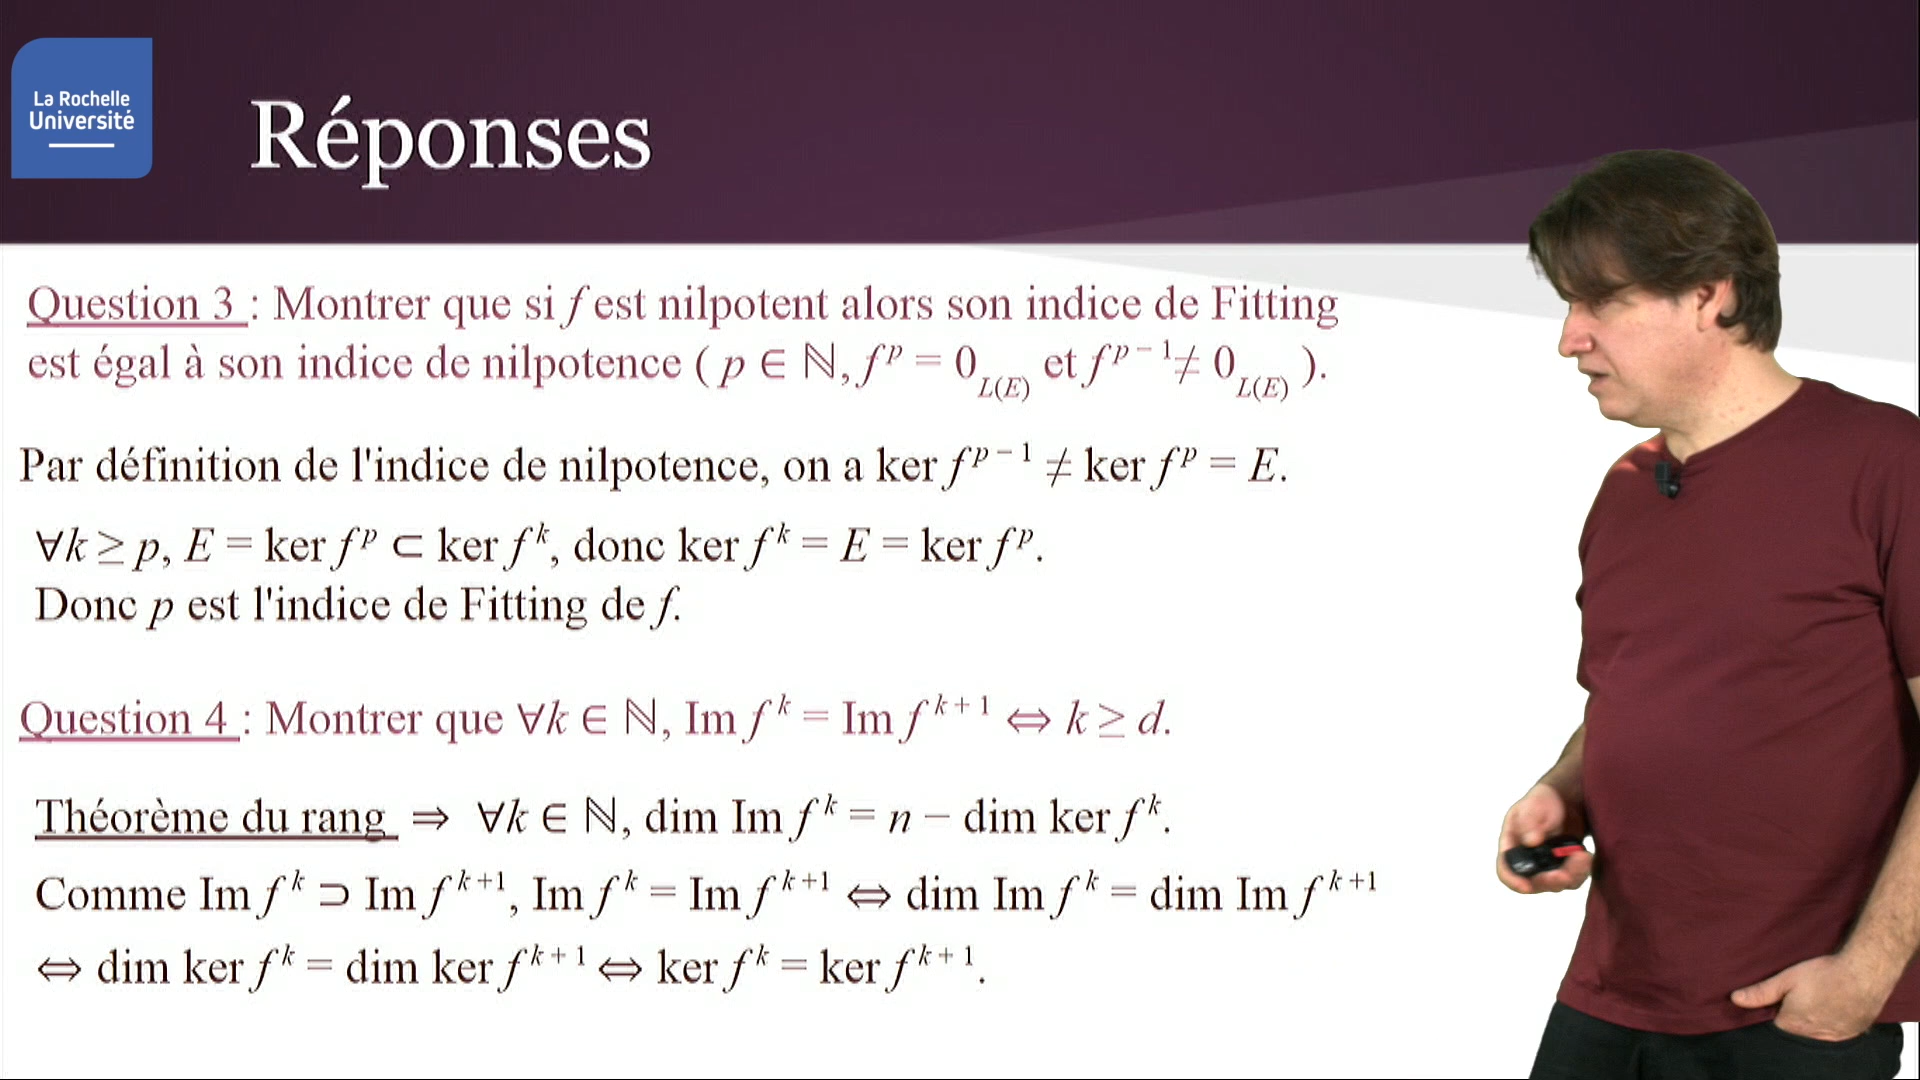 La Rochelle
Université
Réponses
Question 3 : Montrer que si f est nilpotent alors son indice de Fitting
est égal à son indice de nilpotence ( p ∈ ℕ, f^p = 0_{L(E)} et f^{p − 1} ≠ 0_{L(E)} ).
Par définition de l'indice de nilpotence, on a ker f^{p − 1} ≠ ker f^p = E.
∀k ≥ p, E = ker f^p ⊂ ker f^k, donc ker f^k = E = ker f^p.
Donc p est l'indice de Fitting de f.
Question 4 : Montrer que ∀k ∈ ℕ, Im f^k = Im f^{k + 1} ⇔ k ≥ d.
Théorème du rang ⇒ ∀k ∈ ℕ, dim Im f^k = n − dim ker f^k.
Comme Im f^k ⊃ Im f^{k+1}, Im f^k = Im f^{k+1} ⇔ dim Im f^k = dim Im f^{k+1}
⇔ dim ker f^k = dim ker f^{k + 1} ⇔ ker f^k = ker f^{k + 1}.